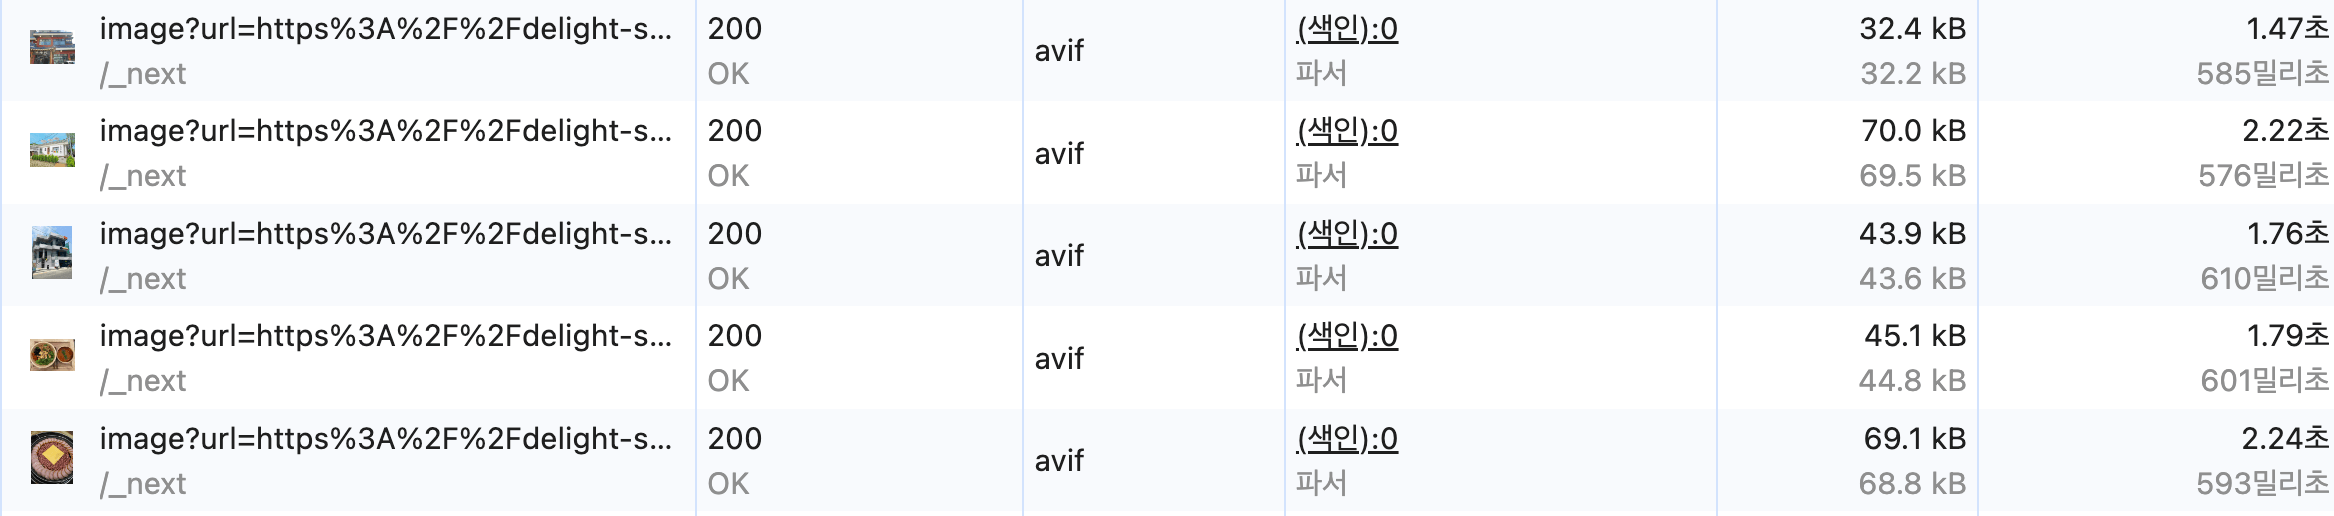 image?url=https%3A%2F%2Fdelight-s... 200 avif (색인):0 32.4 kB 1.47초
/_next OK 파서 32.2 kB 585밀리초
image?url=https%3A%2F%2Fdelight-s... 200 avif (색인):0 70.0 kB 2.22초
/_next OK 파서 69.5 kB 576밀리초
image?url=https%3A%2F%2Fdelight-s... 200 avif (색인):0 43.9 kB 1.76초
/_next OK 파서 43.6 kB 610밀리초
image?url=https%3A%2F%2Fdelight-s... 200 avif (색인):0 45.1 kB 1.79초
/_next OK 파서 44.8 kB 601밀리초
image?url=https%3A%2F%2Fdelight-s... 200 avif (색인):0 69.1 kB 2.24초
/_next OK 파서 68.8 kB 593밀리초